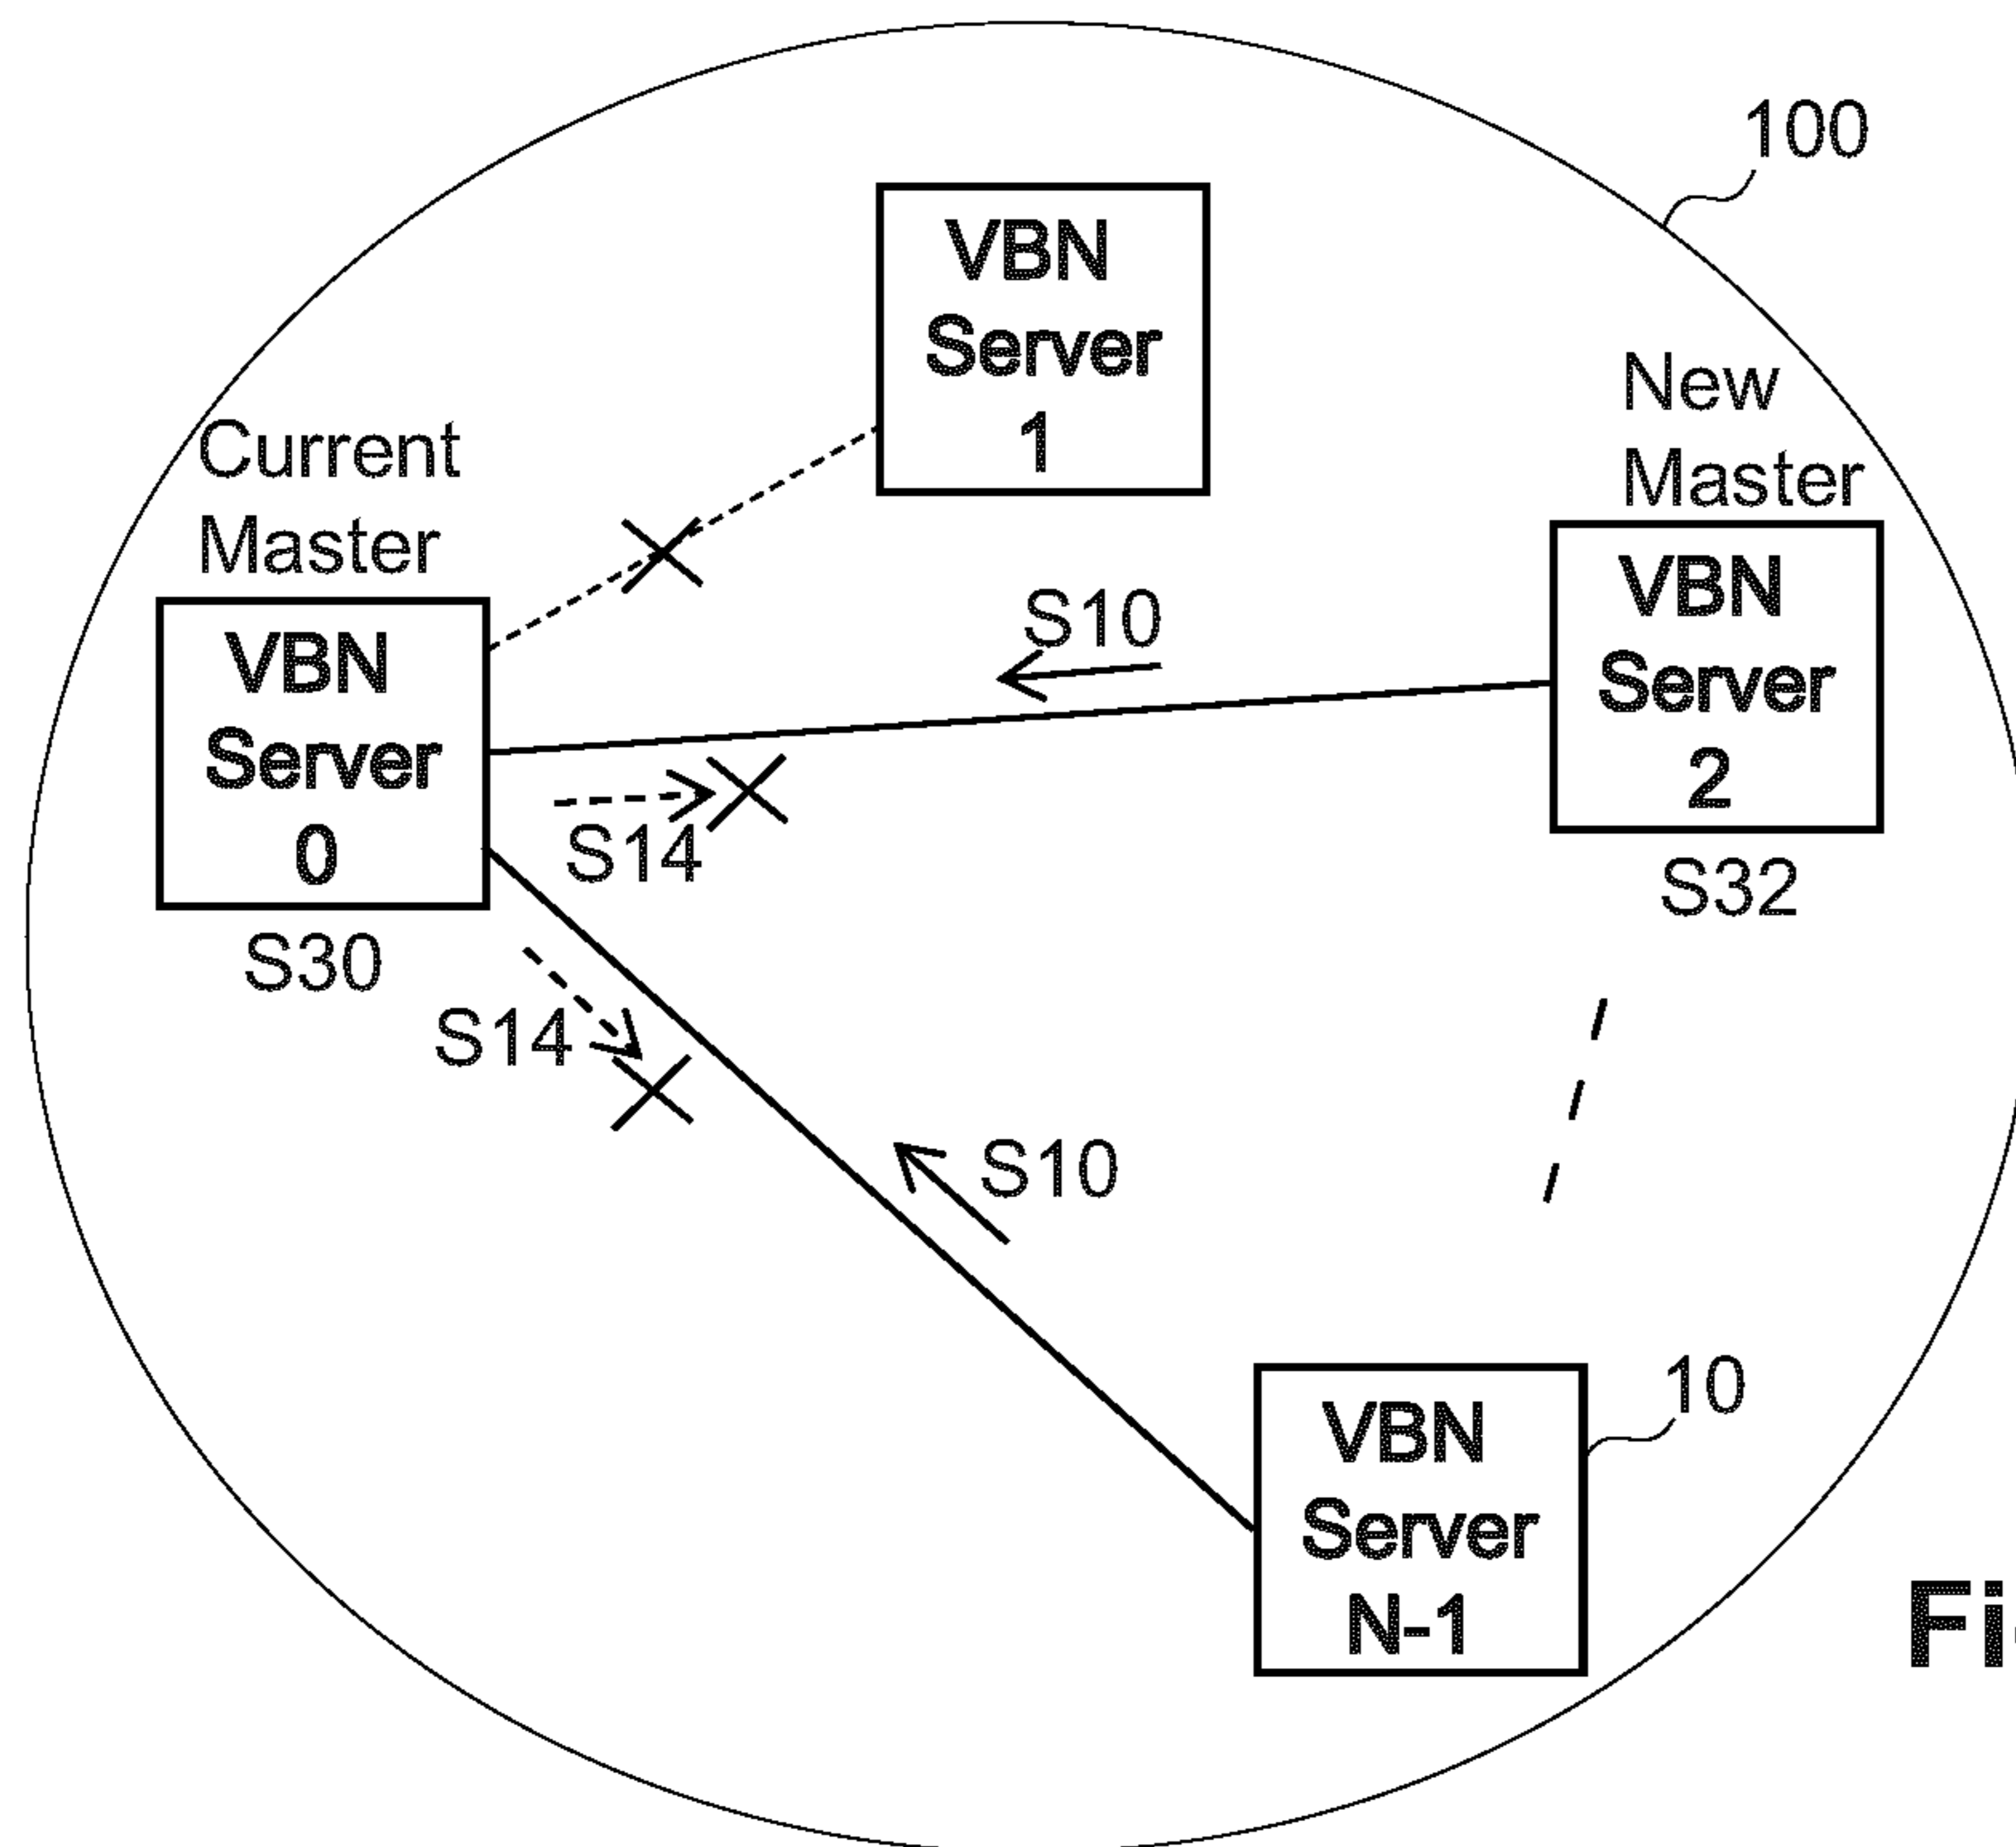 100
VBN
Server
1
New
Master
Current
Master
VBN
Server
2
S10
VBN
Server
0
S14
S32
S30
S14
S10
10
VBN
Server
N-1